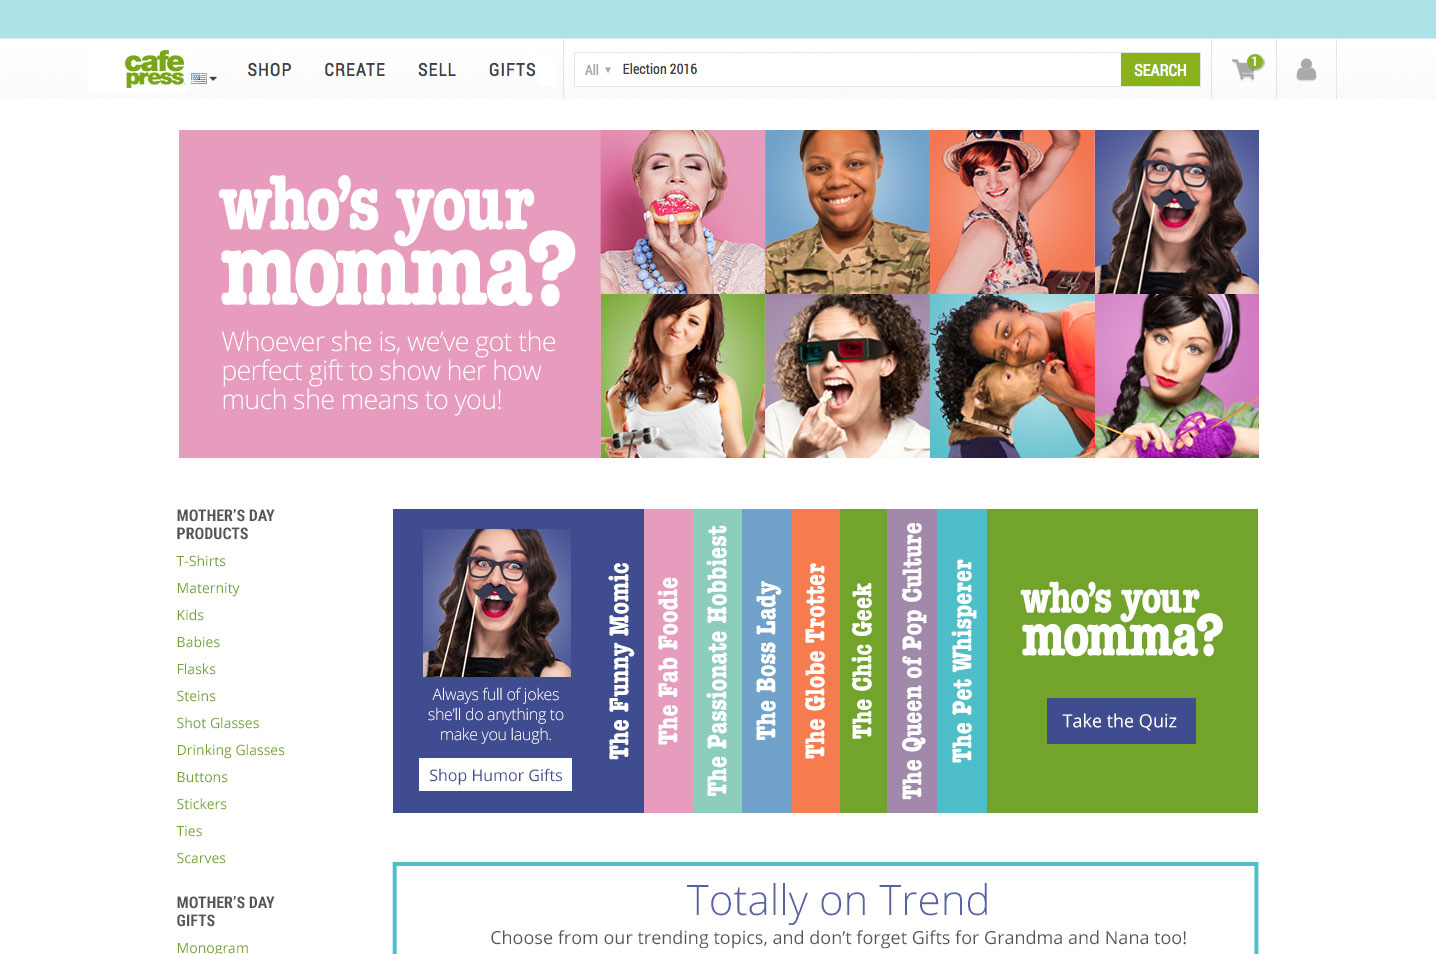 cafe
press
SHOP
CREATE
SELL
GIFTS
All
Election 2016
SEARCH
1
who's your
momma?
Whoever she is, we've got the
perfect gift to show her how
much she means to you!
MOTHER'S DAY
PRODUCTS
T-Shirts
Maternity
Kids
Babies
Flasks
Steins
Shot Glasses
Drinking Glasses
Buttons
Stickers
Ties
Scarves
MOTHER'S DAY
GIFTS
Monogram
Always full of jokes
she'll do anything to
make you laugh.
Shop Humor Gifts
The Funny Momic
The Fab Foodie
The Passionate Hobbiest
The Boss Lady
The Globe Trotter
The Chic Geek
The Queen of Pop Culture
The Pet Whisperer
who's your
momma?
Take the Quiz
Totally on Trend
Choose from our trending topics, and don't forget Gifts for Grandma and Nana too!